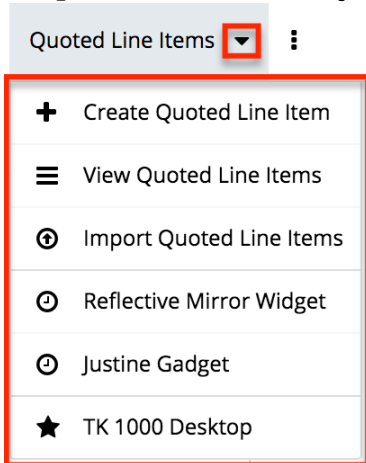 Quoted Line Items
Create Quoted Line Item
View Quoted Line Items
Import Quoted Line Items
Reflective Mirror Widget
Justine Gadget
TK 1000 Desktop